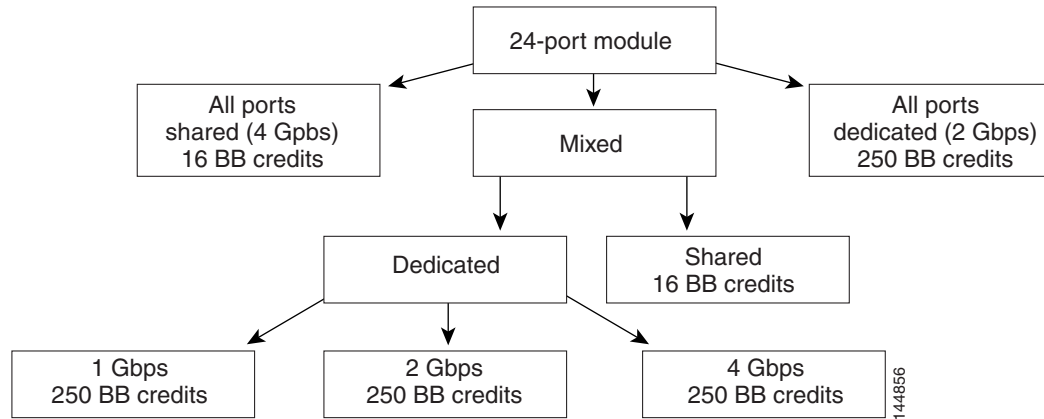 24-port module
All ports
shared (4 Gpbs)
16 BB credits
Mixed
All ports
dedicated (2 Gbps)
250 BB credits
Dedicated
Shared
16 BB credits
1 Gbps
250 BB credits
2 Gbps
250 BB credits
4 Gbps
250 BB credits
144856